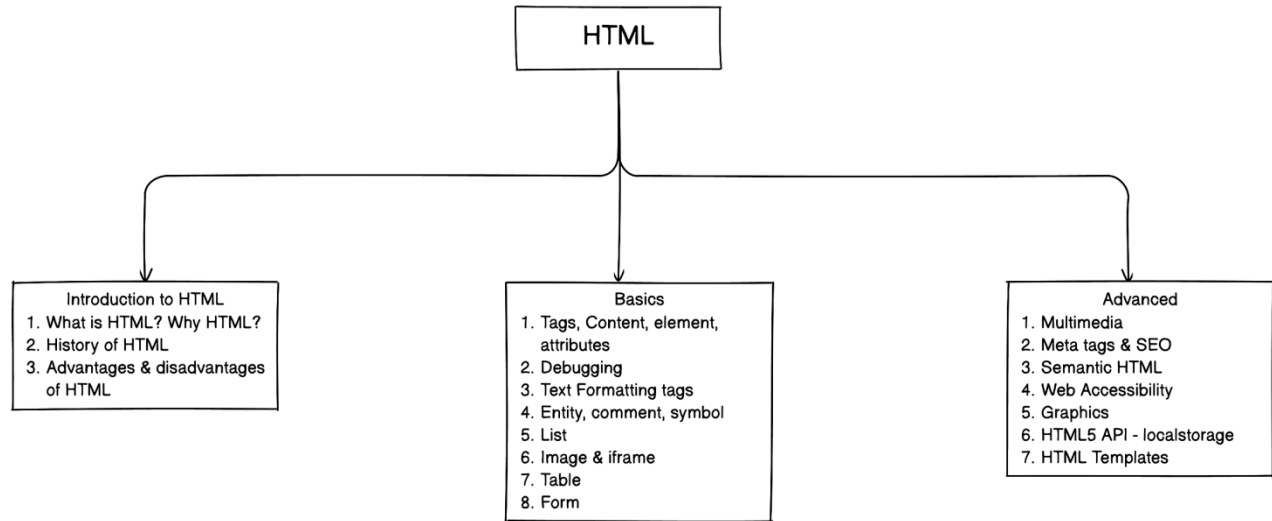 HTML
Introduction to HTML
1. What is HTML? Why HTML?
2. History of HTML
3. Advantages & disadvantages
of HTML
Basics
1. Tags, Content, element,
attributes
2. Debugging
3. Text Formatting tags
4. Entity, comment, symbol
5. List
6. Image & iframe
7. Table
8. Form
Advanced
1. Multimedia
2. Meta tags & SEO
3. Semantic HTML
4. Web Accessibility
5. Graphics
6. HTML5 API - localstorage
7. HTML Templates